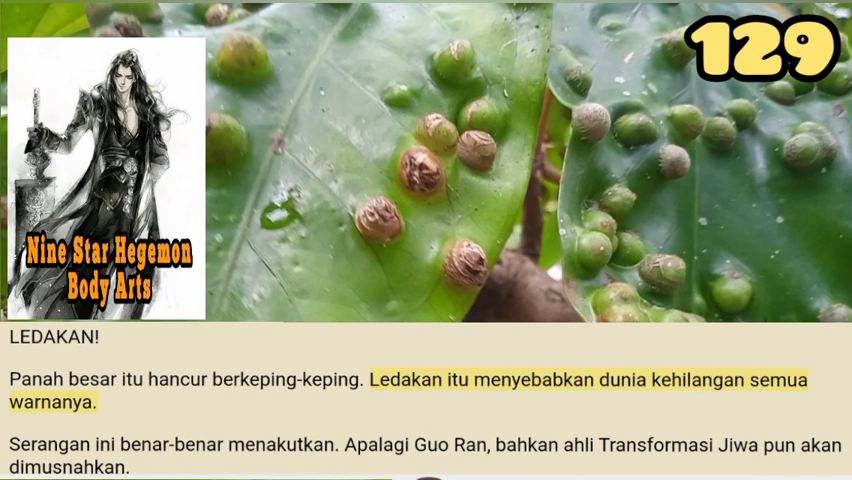 129
Nine Star Hegemon
Body Arts
LEDAKAN!
Panah besar itu hancur berkeping-keping. Ledakan itu menyebabkan dunia kehilangan semua
warnanya.
Serangan ini benar-benar menakutkan. Apalagi Guo Ran, bahkan ahli Transformasi Jiwa pun akan
dimusnahkan.